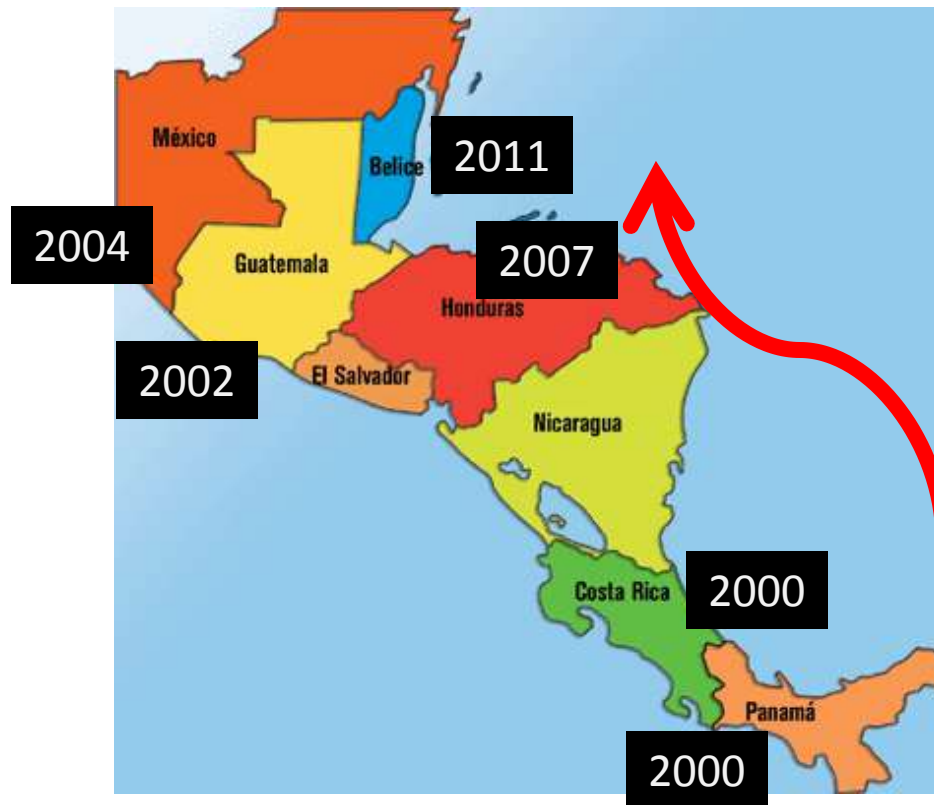 México
Belice
2011
2004
Guatemala
2007
Honduras
2002
El Salvador
Nicaragua
Costa Rica
2000
Panamá
2000